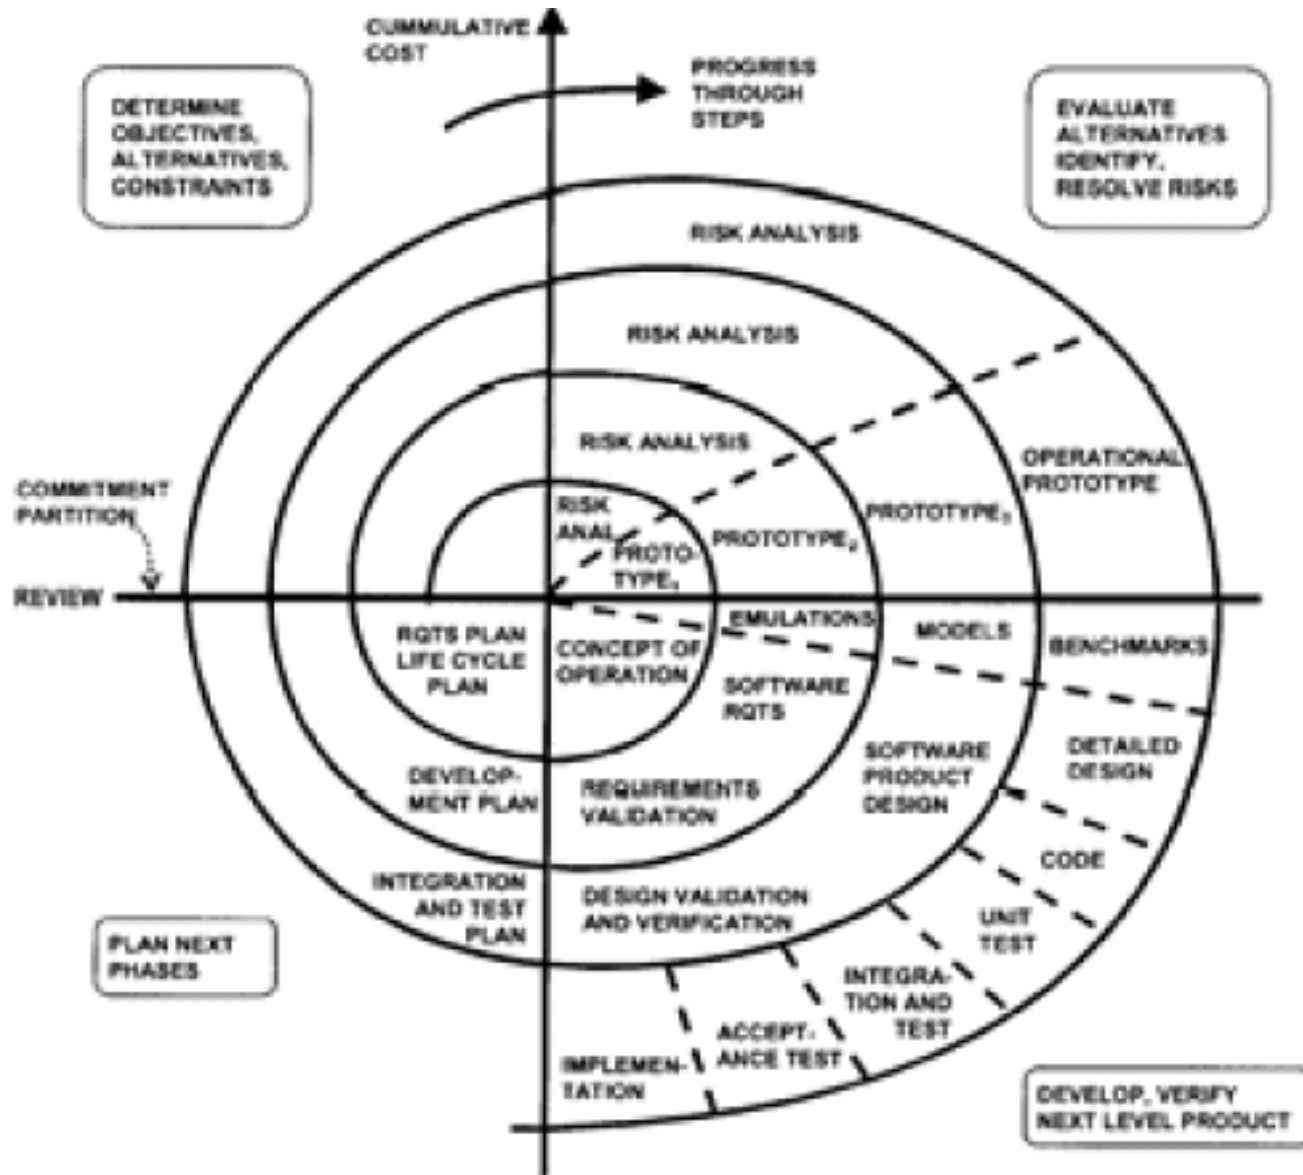 CUMMULATIVE
COST
PROGRESS
THROUGH
STEPS
DETERMINE
OBJECTIVES,
ALTERNATIVES,
CONSTRAINTS
EVALUATE
ALTERNATIVES
IDENTIFY,
RESOLVE RISKS
RISK ANALYSIS
RISK ANALYSIS
RISK ANALYSIS
RISK
ANAL.
PROTO-
TYPE₁
PROTOTYPE₂
PROTOTYPE₃
OPERATIONAL
PROTOTYPE
COMMITMENT
PARTITION
REVIEW
RQTS PLAN
LIFE CYCLE
PLAN
CONCEPT OF
OPERATION
EMULATIONS
MODELS
BENCHMARKS
SOFTWARE
RQTS
SOFTWARE
PRODUCT
DESIGN
DETAILED
DESIGN
DEVELOP-
MENT PLAN
REQUIREMENTS
VALIDATION
CODE
INTEGRATION
AND TEST
PLAN
DESIGN VALIDATION
AND VERIFICATION
UNIT
TEST
PLAN NEXT
PHASES
INTEGRA-
TION AND
TEST
ACCEPT-
ANCE TEST
IMPLEMEN-
TATION
DEVELOP, VERIFY
NEXT LEVEL PRODUCT